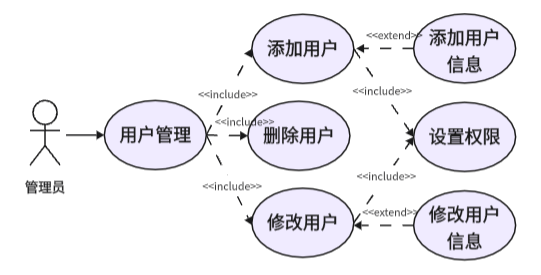 添加用户
<<extend>>
添加用户
信息
<<include>>
<<include>>
<<include>>
用户管理
删除用户
设置权限
管理员
<<include>>
<<include>>
修改用户
<<extend>>
修改用户
信息